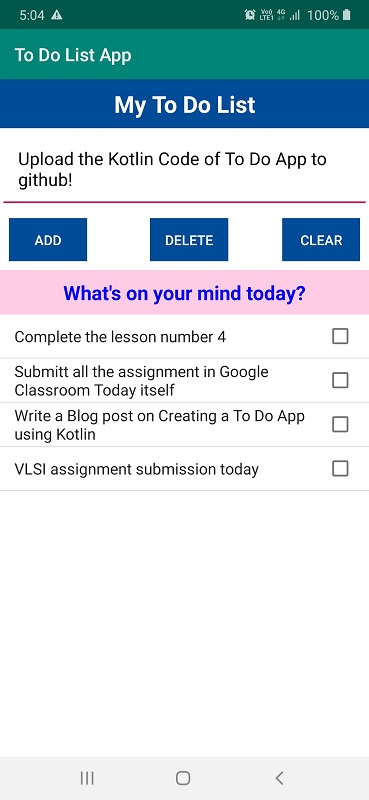 5:04
Vo)) 4G
LTE1
100%
To Do List App
My To Do List
Upload the Kotlin Code of To Do App to
github!
ADD DELETE CLEAR
What's on your mind today?
Complete the lesson number 4
Submitt all the assignment in Google
Classroom Today itself
Write a Blog post on Creating a To Do App
using Kotlin
VLSI assignment submission today